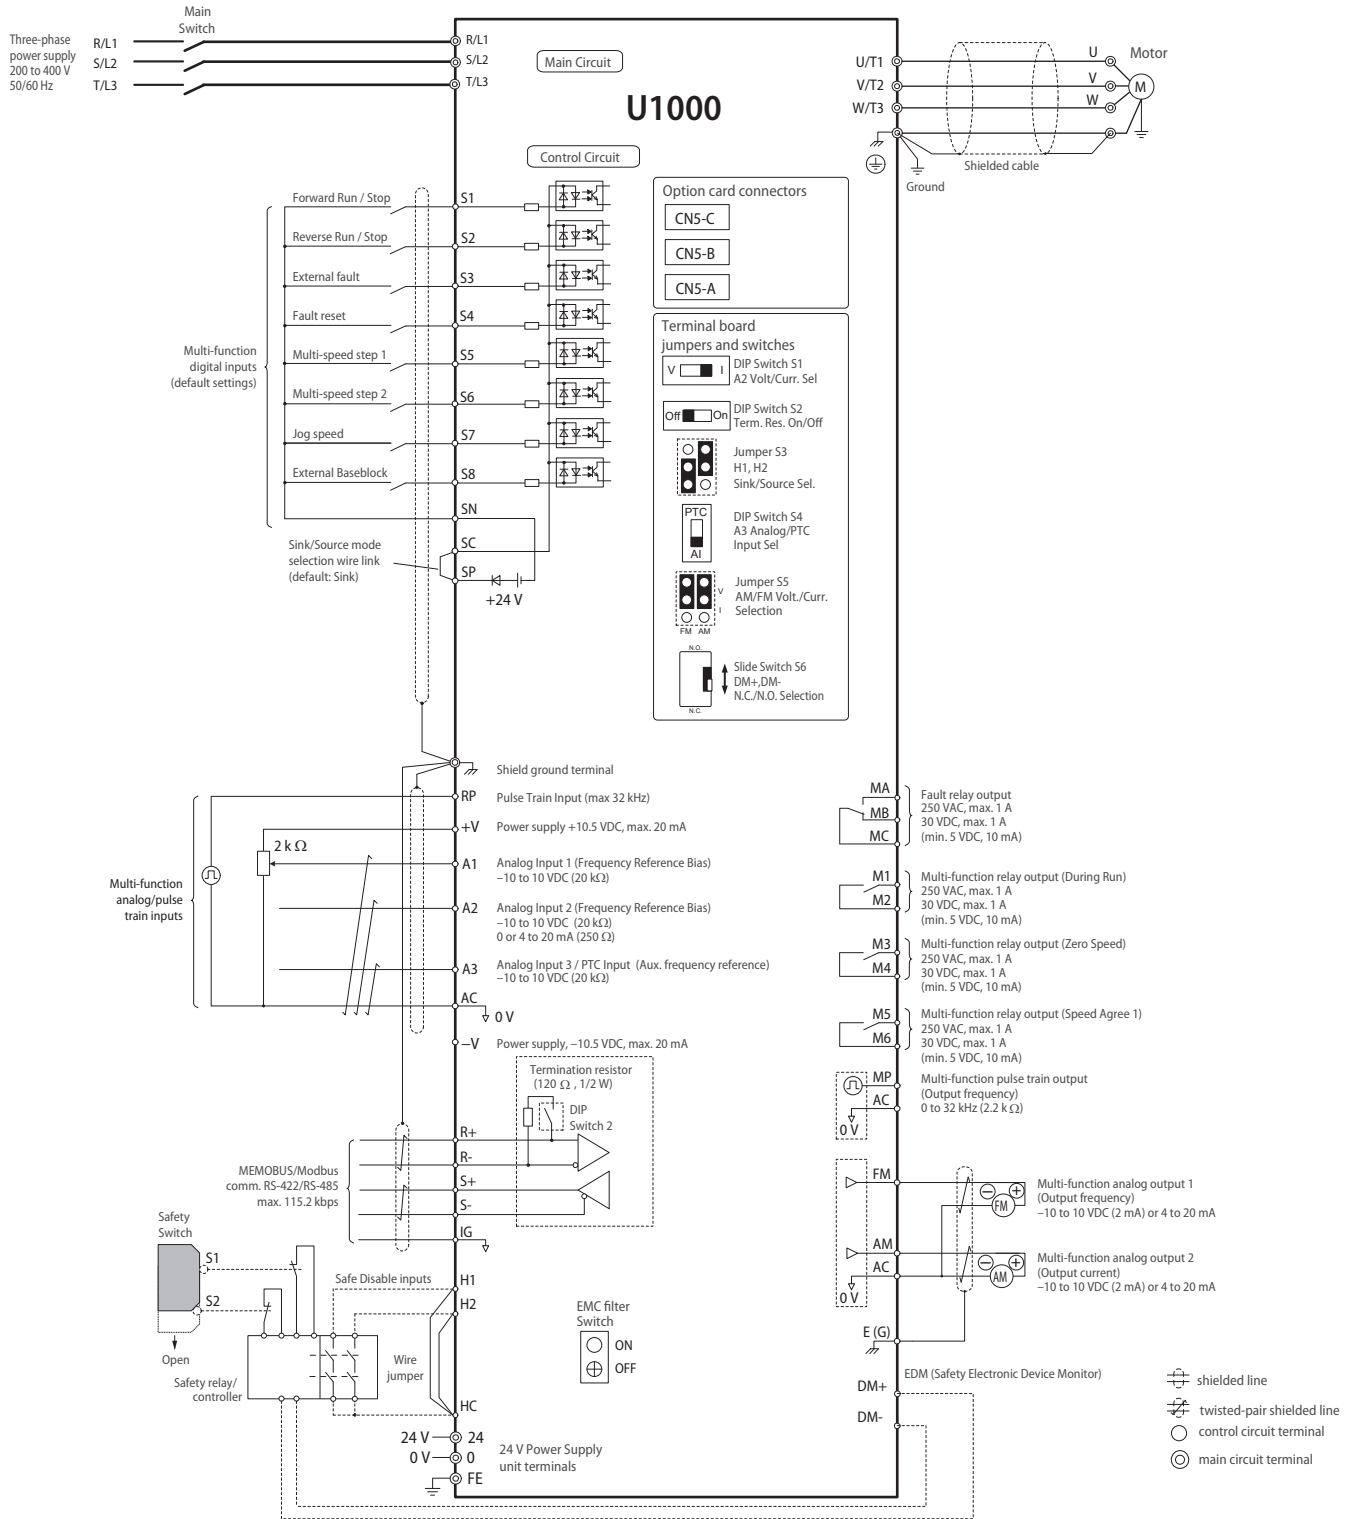 Main
Switch
Three-phase
power supply
200 to 400 V
50/60 Hz
R/L1
S/L2
T/L3
R/L1
S/L2
T/L3
Main Circuit
U1000
U/T1
V/T2
W/T3
U
V
W
Motor
M
Shielded cable
Ground
Control Circuit
Multi-function
digital inputs
(default settings)
Forward Run / Stop
S1
Reverse Run / Stop
S2
External fault
S3
Fault reset
S4
Multi-speed step 1
S5
Multi-speed step 2
S6
Jog speed
S7
External Baseblock
S8
SN
SC
SP
+24 V
Sink/Source mode
selection wire link
(default: Sink)
Option card connectors
CN5-C
CN5-B
CN5-A
Terminal board
jumpers and switches
V I
DIP Switch S1
A2 Volt/Curr. Sel
Off On
DIP Switch S2
Term. Res. On/Off
Jumper S3
H1, H2
Sink/Source Sel.
PTC
AI
DIP Switch S4
A3 Analog/PTC
Input Sel
V
I
FM AM
Jumper S5
AM/FM Volt./Curr.
Selection
N.O.
N.C.
Slide Switch S6
DM+,DM-
N.C./N.O. Selection
Shield ground terminal
Multi-function
analog/pulse
train inputs
2 k Ω
RP
Pulse Train Input (max 32 kHz)
+V
Power supply +10.5 VDC, max. 20 mA
A1
Analog Input 1 (Frequency Reference Bias)
−10 to 10 VDC (20 kΩ)
A2
Analog Input 2 (Frequency Reference Bias)
−10 to 10 VDC (20 kΩ)
0 or 4 to 20 mA (250 Ω)
A3
Analog Input 3 / PTC Input (Aux. frequency reference)
−10 to 10 VDC (20 kΩ)
AC
0 V
−V
Power supply, −10.5 VDC, max. 20 mA
MA
MB
MC
Fault relay output
250 VAC, max. 1 A
30 VDC, max. 1 A
(min. 5 VDC, 10 mA)
M1
M2
Multi-function relay output (During Run)
250 VAC, max. 1 A
30 VDC, max. 1 A
(min. 5 VDC, 10 mA)
M3
M4
Multi-function relay output (Zero Speed)
250 VAC, max. 1 A
30 VDC, max. 1 A
(min. 5 VDC, 10 mA)
M5
M6
Multi-function relay output (Speed Agree 1)
250 VAC, max. 1 A
30 VDC, max. 1 A
(min. 5 VDC, 10 mA)
MP
AC
0 V
Multi-function pulse train output
(Output frequency)
0 to 32 kHz (2.2 k Ω)
Termination resistor
(120 Ω , 1/2 W)
DIP
Switch 2
MEMOBUS/Modbus
comm. RS-422/RS-485
max. 115.2 kbps
R+
R-
S+
S-
IG
FM
FM
Multi-function analog output 1
(Output frequency)
−10 to 10 VDC (2 mA) or 4 to 20 mA
AM
AC
0 V
AM
Multi-function analog output 2
(Output current)
−10 to 10 VDC (2 mA) or 4 to 20 mA
E (G)
Safety
Switch
S1
S2
Open
Safety relay/
controller
Safe Disable inputs
Wire
jumper
H1
H2
HC
EMC filter
Switch
ON
OFF
EDM (Safety Electronic Device Monitor)
DM+
DM-
24 V
24
0 V
0
FE
24 V Power Supply
unit terminals
shielded line
twisted-pair shielded line
control circuit terminal
main circuit terminal